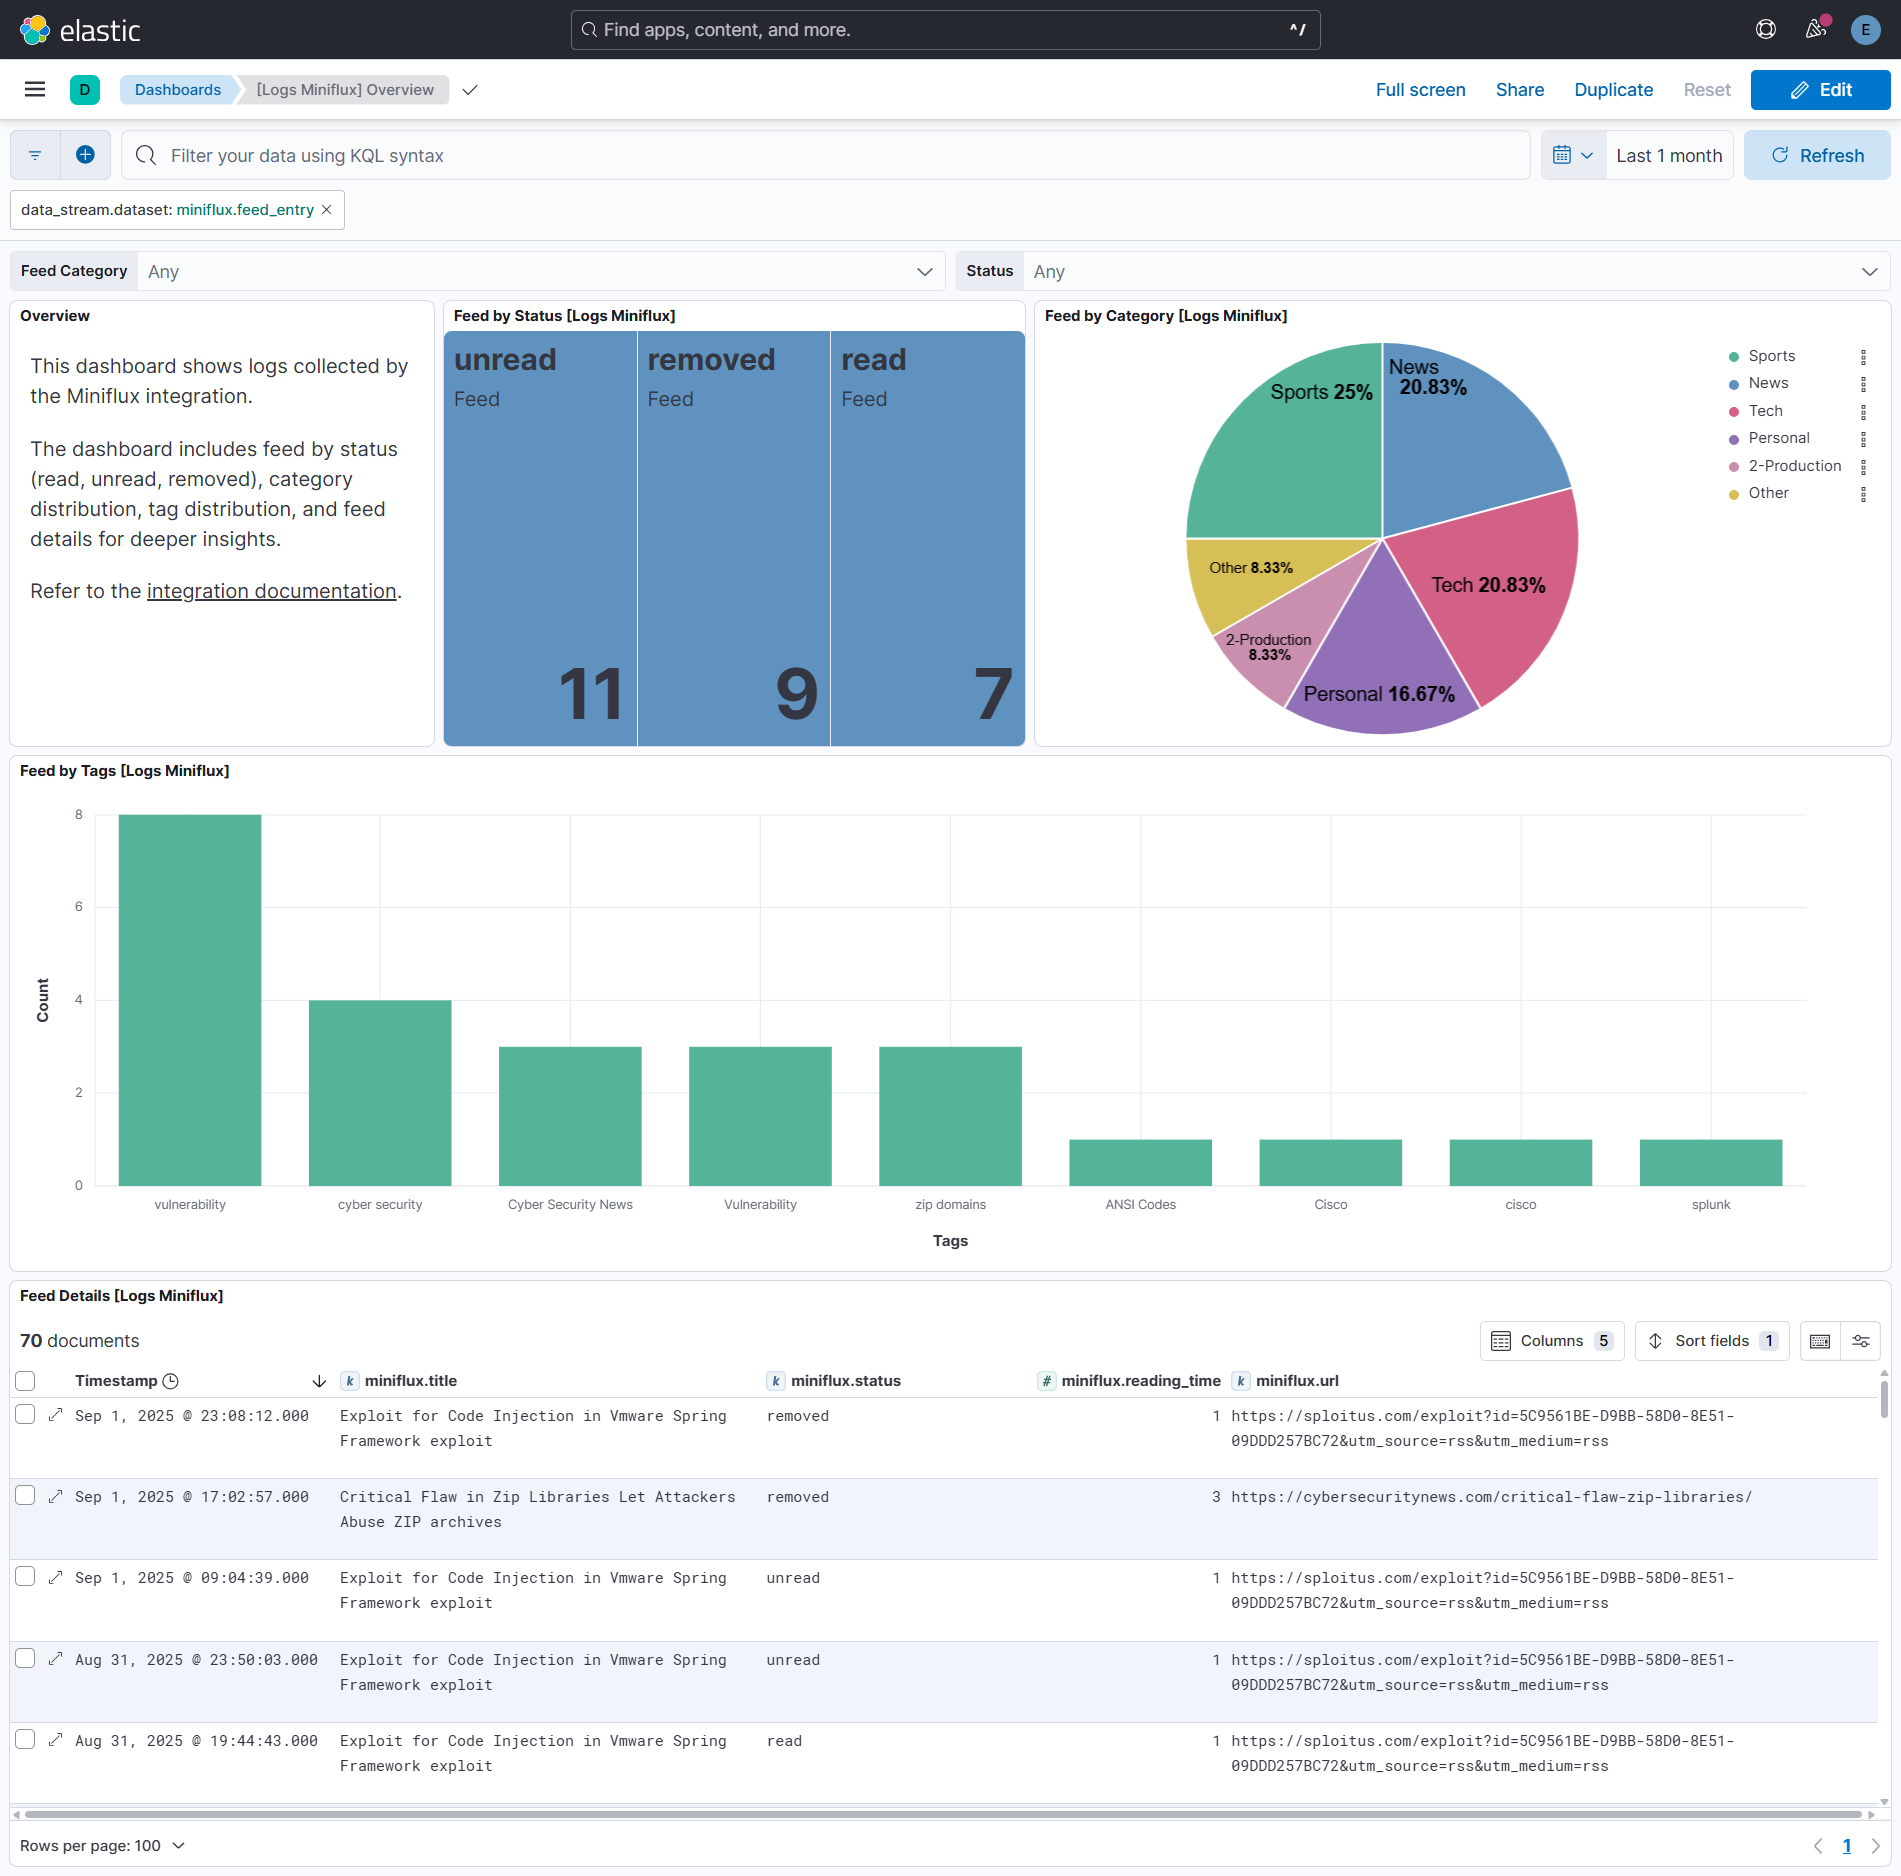 elastic
Find apps, content, and more.
^/
E
D
Dashboards
[Logs Miniflux] Overview
Full screen
Share
Duplicate
Reset
Edit
Filter your data using KQL syntax
Last 1 month
Refresh
data_stream.dataset: miniflux.feed_entry
Feed Category
Any
Status
Any
Overview
This dashboard shows logs collected by
the Miniflux integration.
The dashboard includes feed by status
(read, unread, removed), category
distribution, tag distribution, and feed
details for deeper insights.
Refer to the integration documentation.
Feed by Status [Logs Miniflux]
unread
Feed
11
removed
Feed
9
read
Feed
7
Feed by Category [Logs Miniflux]
News
20.83%
Sports 25%
Other 8.33%
Tech 20.83%
2-Production
8.33%
Personal 16.67%
Sports
News
Tech
Personal
2-Production
Other
Feed by Tags [Logs Miniflux]
8
6
4
2
0
Count
vulnerability
cyber security
Cyber Security News
Vulnerability
zip domains
ANSI Codes
Cisco
cisco
splunk
Tags
Feed Details [Logs Miniflux]
70 documents
Columns 5
Sort fields 1
Timestamp
k miniflux.title
k miniflux.status
# miniflux.reading_time
k miniflux.url
Sep 1, 2025 @ 23:08:12.000
Exploit for Code Injection in Vmware Spring
Framework exploit
removed
1
https://sploitus.com/exploit?id=5C9561BE-D9BB-58D0-8E51-
09DDD257BC72&utm_source=rss&utm_medium=rss
Sep 1, 2025 @ 17:02:57.000
Critical Flaw in Zip Libraries Let Attackers
Abuse ZIP archives
removed
3
https://cybersecuritynews.com/critical-flaw-zip-libraries/
Sep 1, 2025 @ 09:04:39.000
Exploit for Code Injection in Vmware Spring
Framework exploit
unread
1
https://sploitus.com/exploit?id=5C9561BE-D9BB-58D0-8E51-
09DDD257BC72&utm_source=rss&utm_medium=rss
Aug 31, 2025 @ 23:50:03.000
Exploit for Code Injection in Vmware Spring
Framework exploit
unread
1
https://sploitus.com/exploit?id=5C9561BE-D9BB-58D0-8E51-
09DDD257BC72&utm_source=rss&utm_medium=rss
Aug 31, 2025 @ 19:44:43.000
Exploit for Code Injection in Vmware Spring
Framework exploit
read
1
https://sploitus.com/exploit?id=5C9561BE-D9BB-58D0-8E51-
09DDD257BC72&utm_source=rss&utm_medium=rss
Rows per page: 100
1